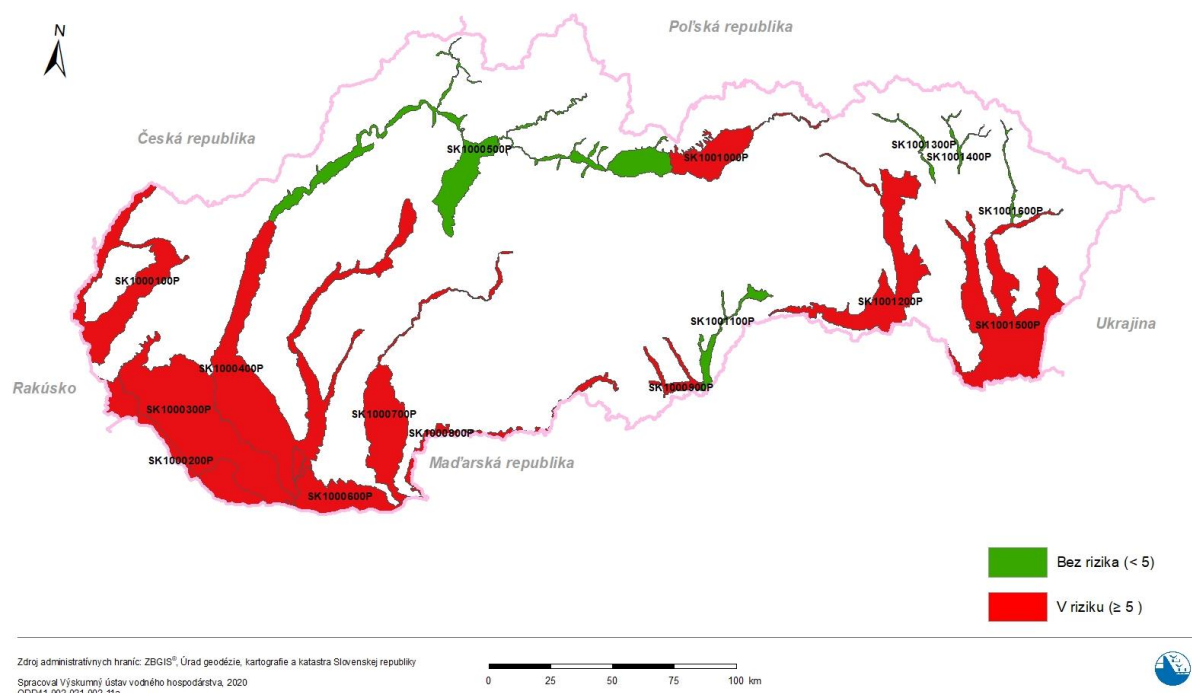 N
Poľská republika
Česká republika
SK1000500P
SK1001000P
SK1001300P
SK1001400P
SK1001600P
SK1000100P
SK1001200P
SK1001100P
SK1001500P
Ukrajina
Rakúsko
SK1000400P
SK1000900P
SK1000300P
SK1000700P
SK1000800P
SK1000200P
Maďarská republika
SK1000600P
Bez rizika (< 5)
V riziku (≥ 5 )
Zdroj administratívnych hraníc: ZBGIS®, Úrad geodézie, kartografie a katastra Slovenskej republiky
Spracoval Výskumný ústav vodného hospodárstva, 2020
0 25 50 75 100 km